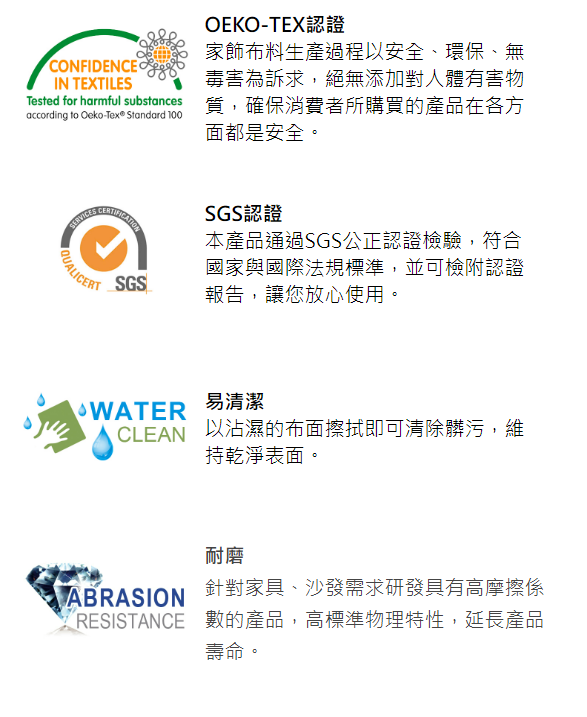 OEKO-TEX認證
CONFIDENCE
IN TEXTILES
Tested for harmful substances
according to Oeko-Tex® Standard 100
家飾布料生產過程以安全、環保、無
毒害為訴求，絕無添加對人體有害物
質，確保消費者所購買的產品在各方
面都是安全。
SERVICES CERTIFICATION
QUALICERT
SGS
SGS認證
本產品通過SGS公正認證檢驗，符合
國家與國際法規標準，並可檢附認證
報告，讓您放心使用。
WATER
CLEAN
易清潔
以沾濕的布面擦拭即可清除髒污，維
持乾淨表面。
ABRASION
RESISTANCE
耐磨
針對家具、沙發需求研發具有高摩擦係
數的產品，高標準物理特性，延長產品
壽命。